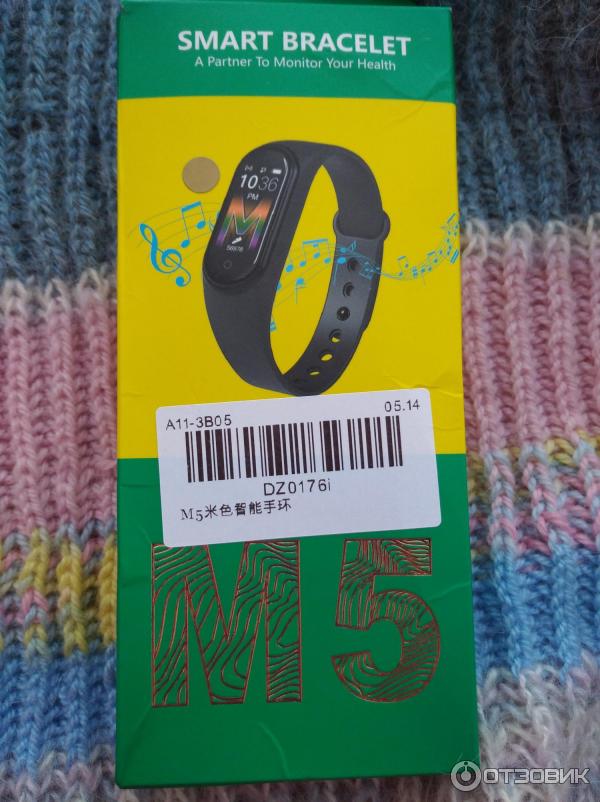 SMART BRACELET
A Partner To Monitor Your Health
10:36
PM
M
56978
A11-3B05
05.14
DZ0176i
M5米色智能手环
M5
ОТЗОВИК